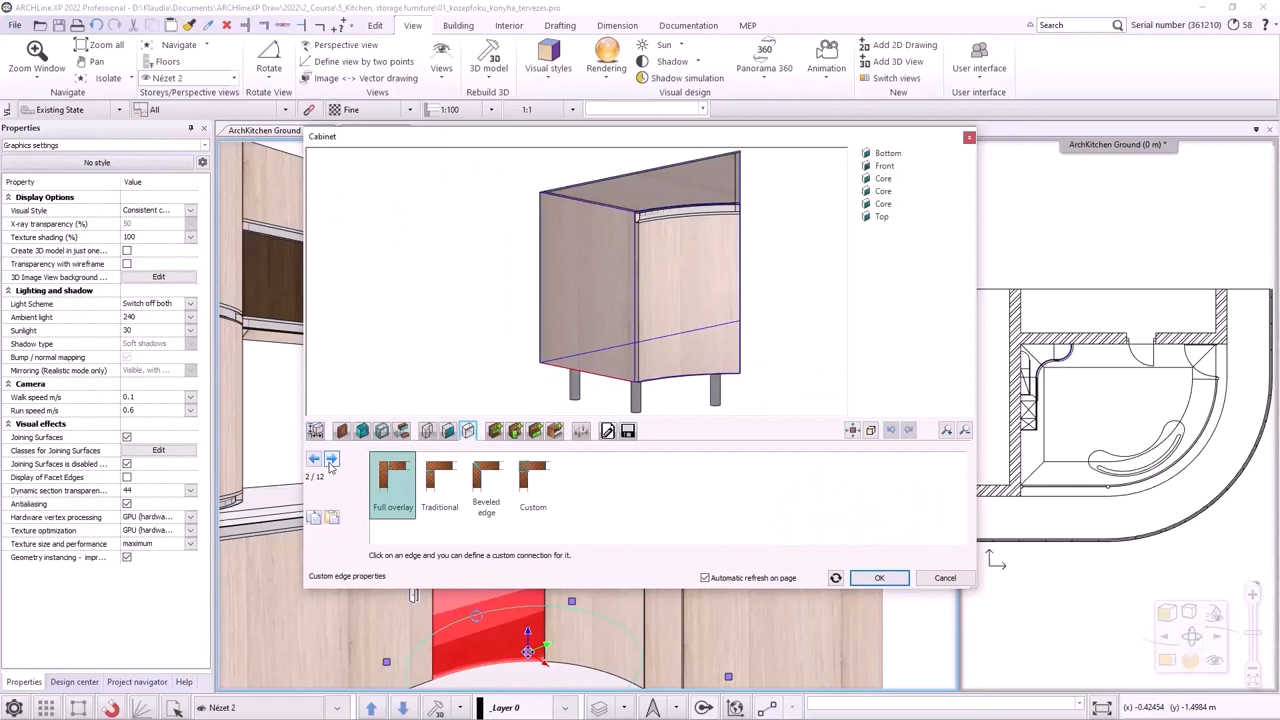 ARCHline.XP 2022 Professional - G:\Klaudia\Documents\ARCHlineXP Draw\2022\2_Course\5_Kitchen, storage furniture\01_kozepfoku_konyha_tervezes.pro
File
Edit
View
Building
Interior
Drafting
Dimension
Documentation
MEP
Search
Serial number (361210)
58
Zoom Window
Zoom all
Pan
Isolate
Navigate
Navigate
Floors
Nézet 2
Storeys/Perspective views
Rotate
Rotate View
Perspective view
Define view by two points
Image <-> Vector drawing
Views
Views
3D model
Rebuild 3D
Visual styles
Rendering
Sun
Shadow
Shadow simulation
Visual design
360
Panorama 360
Animation
Add 2D Drawing
Add 3D View
Switch views
New
User interface
User interface
Existing State
All
Fine
1:100
1:1
Properties
Graphics settings
No style
Property Value
Display Options
Visual Style Consistent c...
X-ray transparency (%) 50
Texture shading (%) 100
Create 3D model in just one...
Transparency with wireframe
3D Image View background ... Edit
Lighting and shadow
Light Scheme Switch off both
Ambient light 240
Sunlight 30
Shadow type Soft shadows
Bump / normal mapping
Mirroring (Realistic mode only) Visible, with ...
Camera
Walk speed m/s 0.1
Run speed m/s 0.6
Visual effects
Joining Surfaces
Classes for Joining Surfaces Edit
Joining Surfaces is disabled ...
Display of Facet Edges
Dynamic section transparen... 44
Antialiasing
Hardware vertex processing GPU (hardwa...
Texture optimization GPU (hardwa...
Texture size and performance maximum
Geometry instancing - impr...
Properties
Design center
Project navigator
Help
ArchKitchen Ground
ArchKitchen Ground (0 m) *
Cabinet
Bottom
Front
Core
Core
Core
Top
2 / 12
Full overlay
Traditional
Beveled edge
Custom
Click on an edge and you can define a custom connection for it.
Custom edge properties
Automatic refresh on page
OK
Cancel
3D
Nézet 2
_Layer 0
3D
(x) -0.42454 (y) -1.4984 m